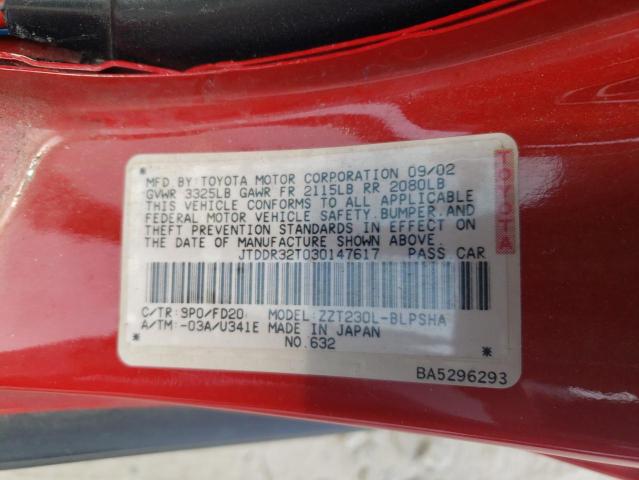 MFD.BY:TOYOTA MOTOR CORPORATION 09/02
GVWR 3325LB GAWR FR 2115LB RR 2080LB
THIS VEHICLE CONFORMS TO ALL APPLICABLE
FEDERAL MOTOR VEHICLE SAFETY, BUMPER,AND
THEFT PREVENTION STANDARDS IN EFFECT ON
THE DATE OF MANUFACTURE SHOWN ABOVE.
JTDDR32T030147617 PASS CAR
C/TR:9P0/FD20 MODEL:ZZT230L-BLPSHA
A/TM:-03A/U341E MADE IN JAPAN
NO.632
BA5296293
TOYOTA